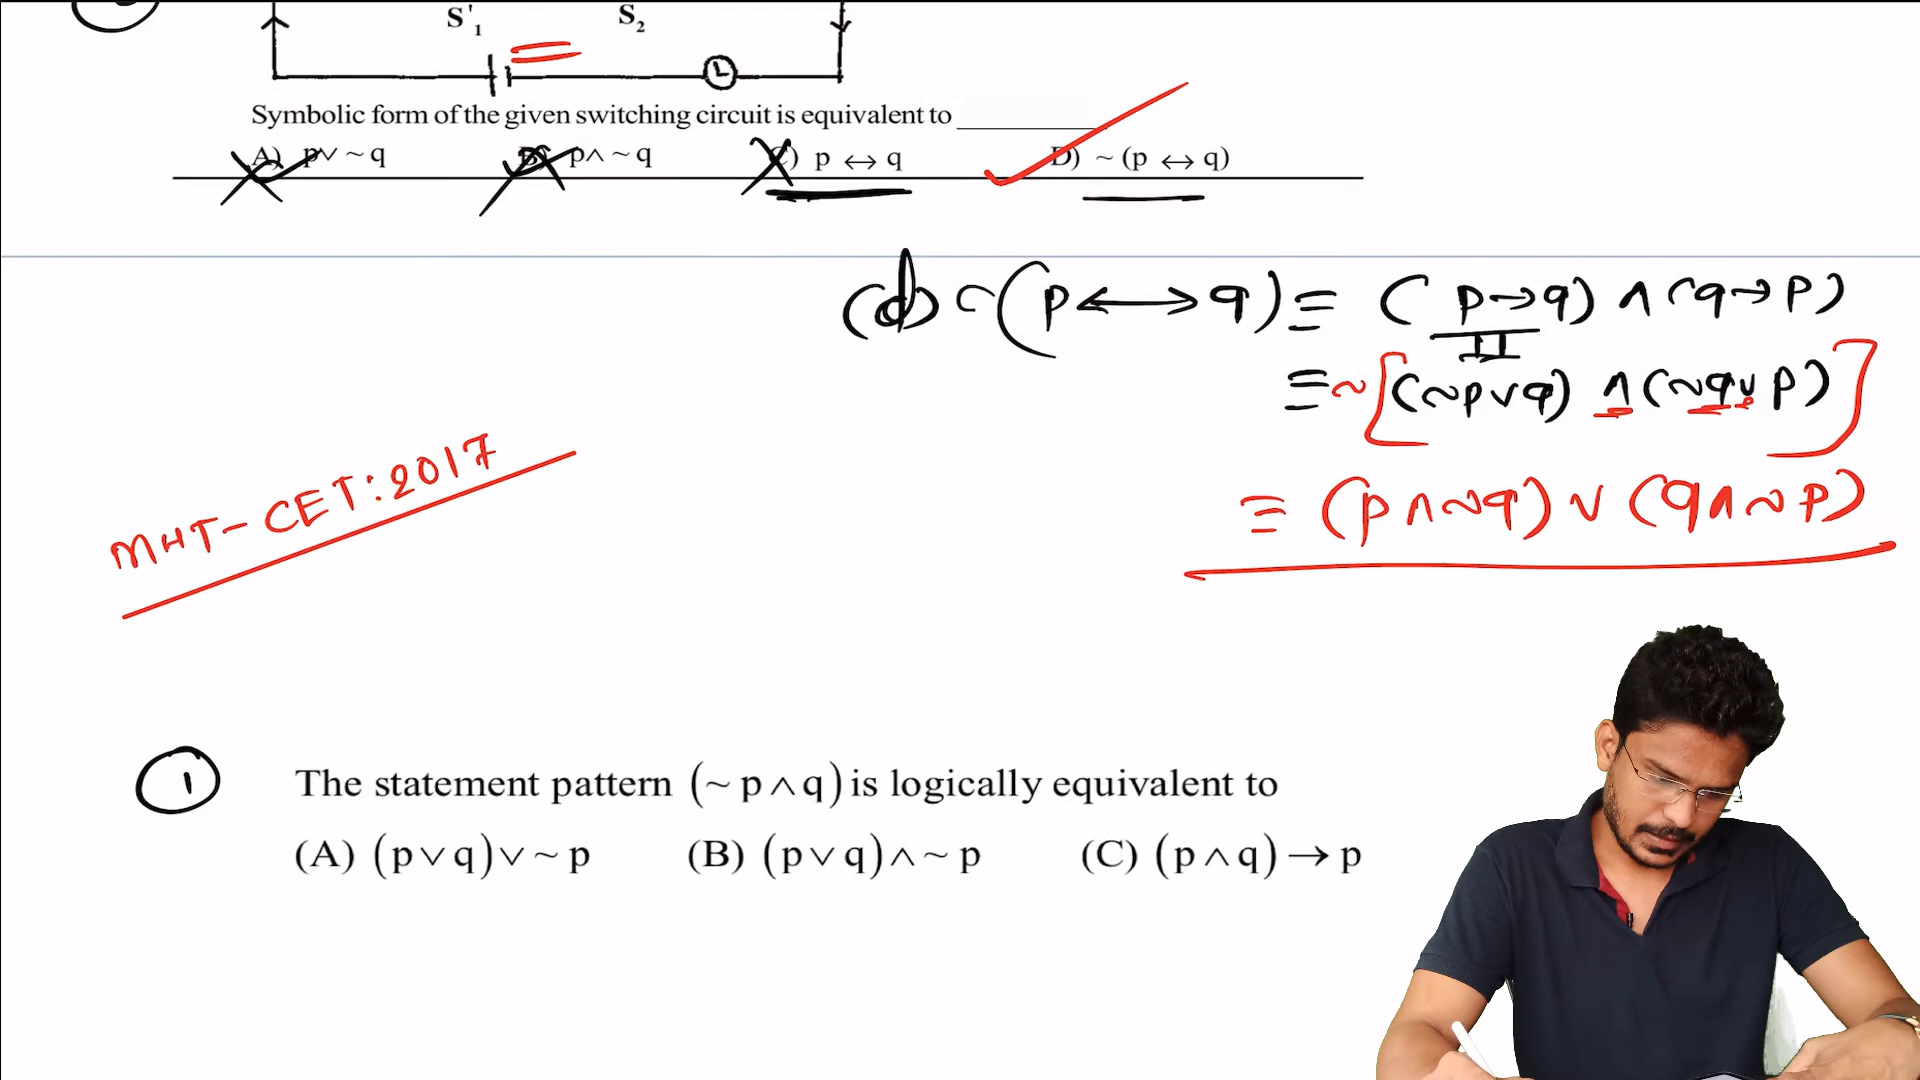 S'₁ S₂
L
Symbolic form of the given switching circuit is equivalent to ________
A) p∨ ~ q B) p∧ ~ q C) p ↔ q D) ~ (p ↔ q)
(d) ~(p ↔ q) ≡ (p→q) ∧ (q→p)
≡ ~[(~p∨q) ∧ (~q∨p)]
≡ (p∧~q) ∨ (q∧~p)
MHT-CET:2017
1 The statement pattern (~ p ∧ q) is logically equivalent to
(A) (p ∨ q) ∨ ~ p (B) (p ∨ q) ∧ ~ p (C) (p ∧ q) → p